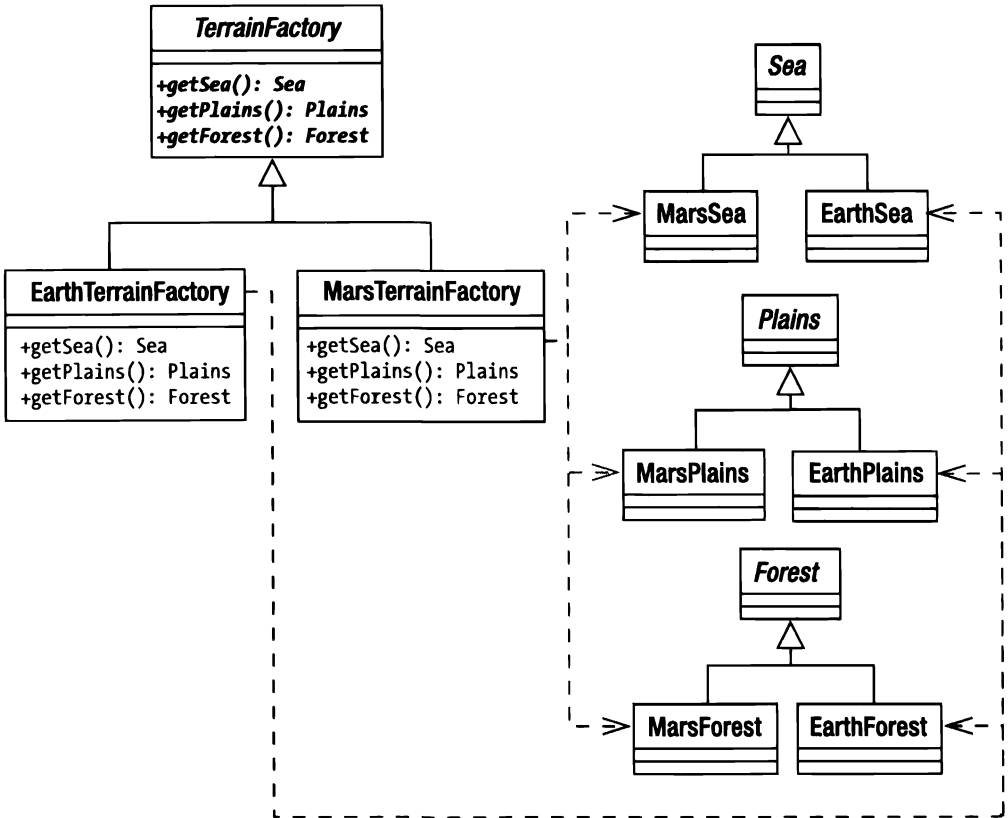 TerrainFactory
+getSea(): Sea
+getPlains(): Plains
+getForest(): Forest
EarthTerrainFactory
+getSea(): Sea
+getPlains(): Plains
+getForest(): Forest
MarsTerrainFactory
+getSea(): Sea
+getPlains(): Plains
+getForest(): Forest
Sea
MarsSea
EarthSea
Plains
MarsPlains
EarthPlains
Forest
MarsForest
EarthForest